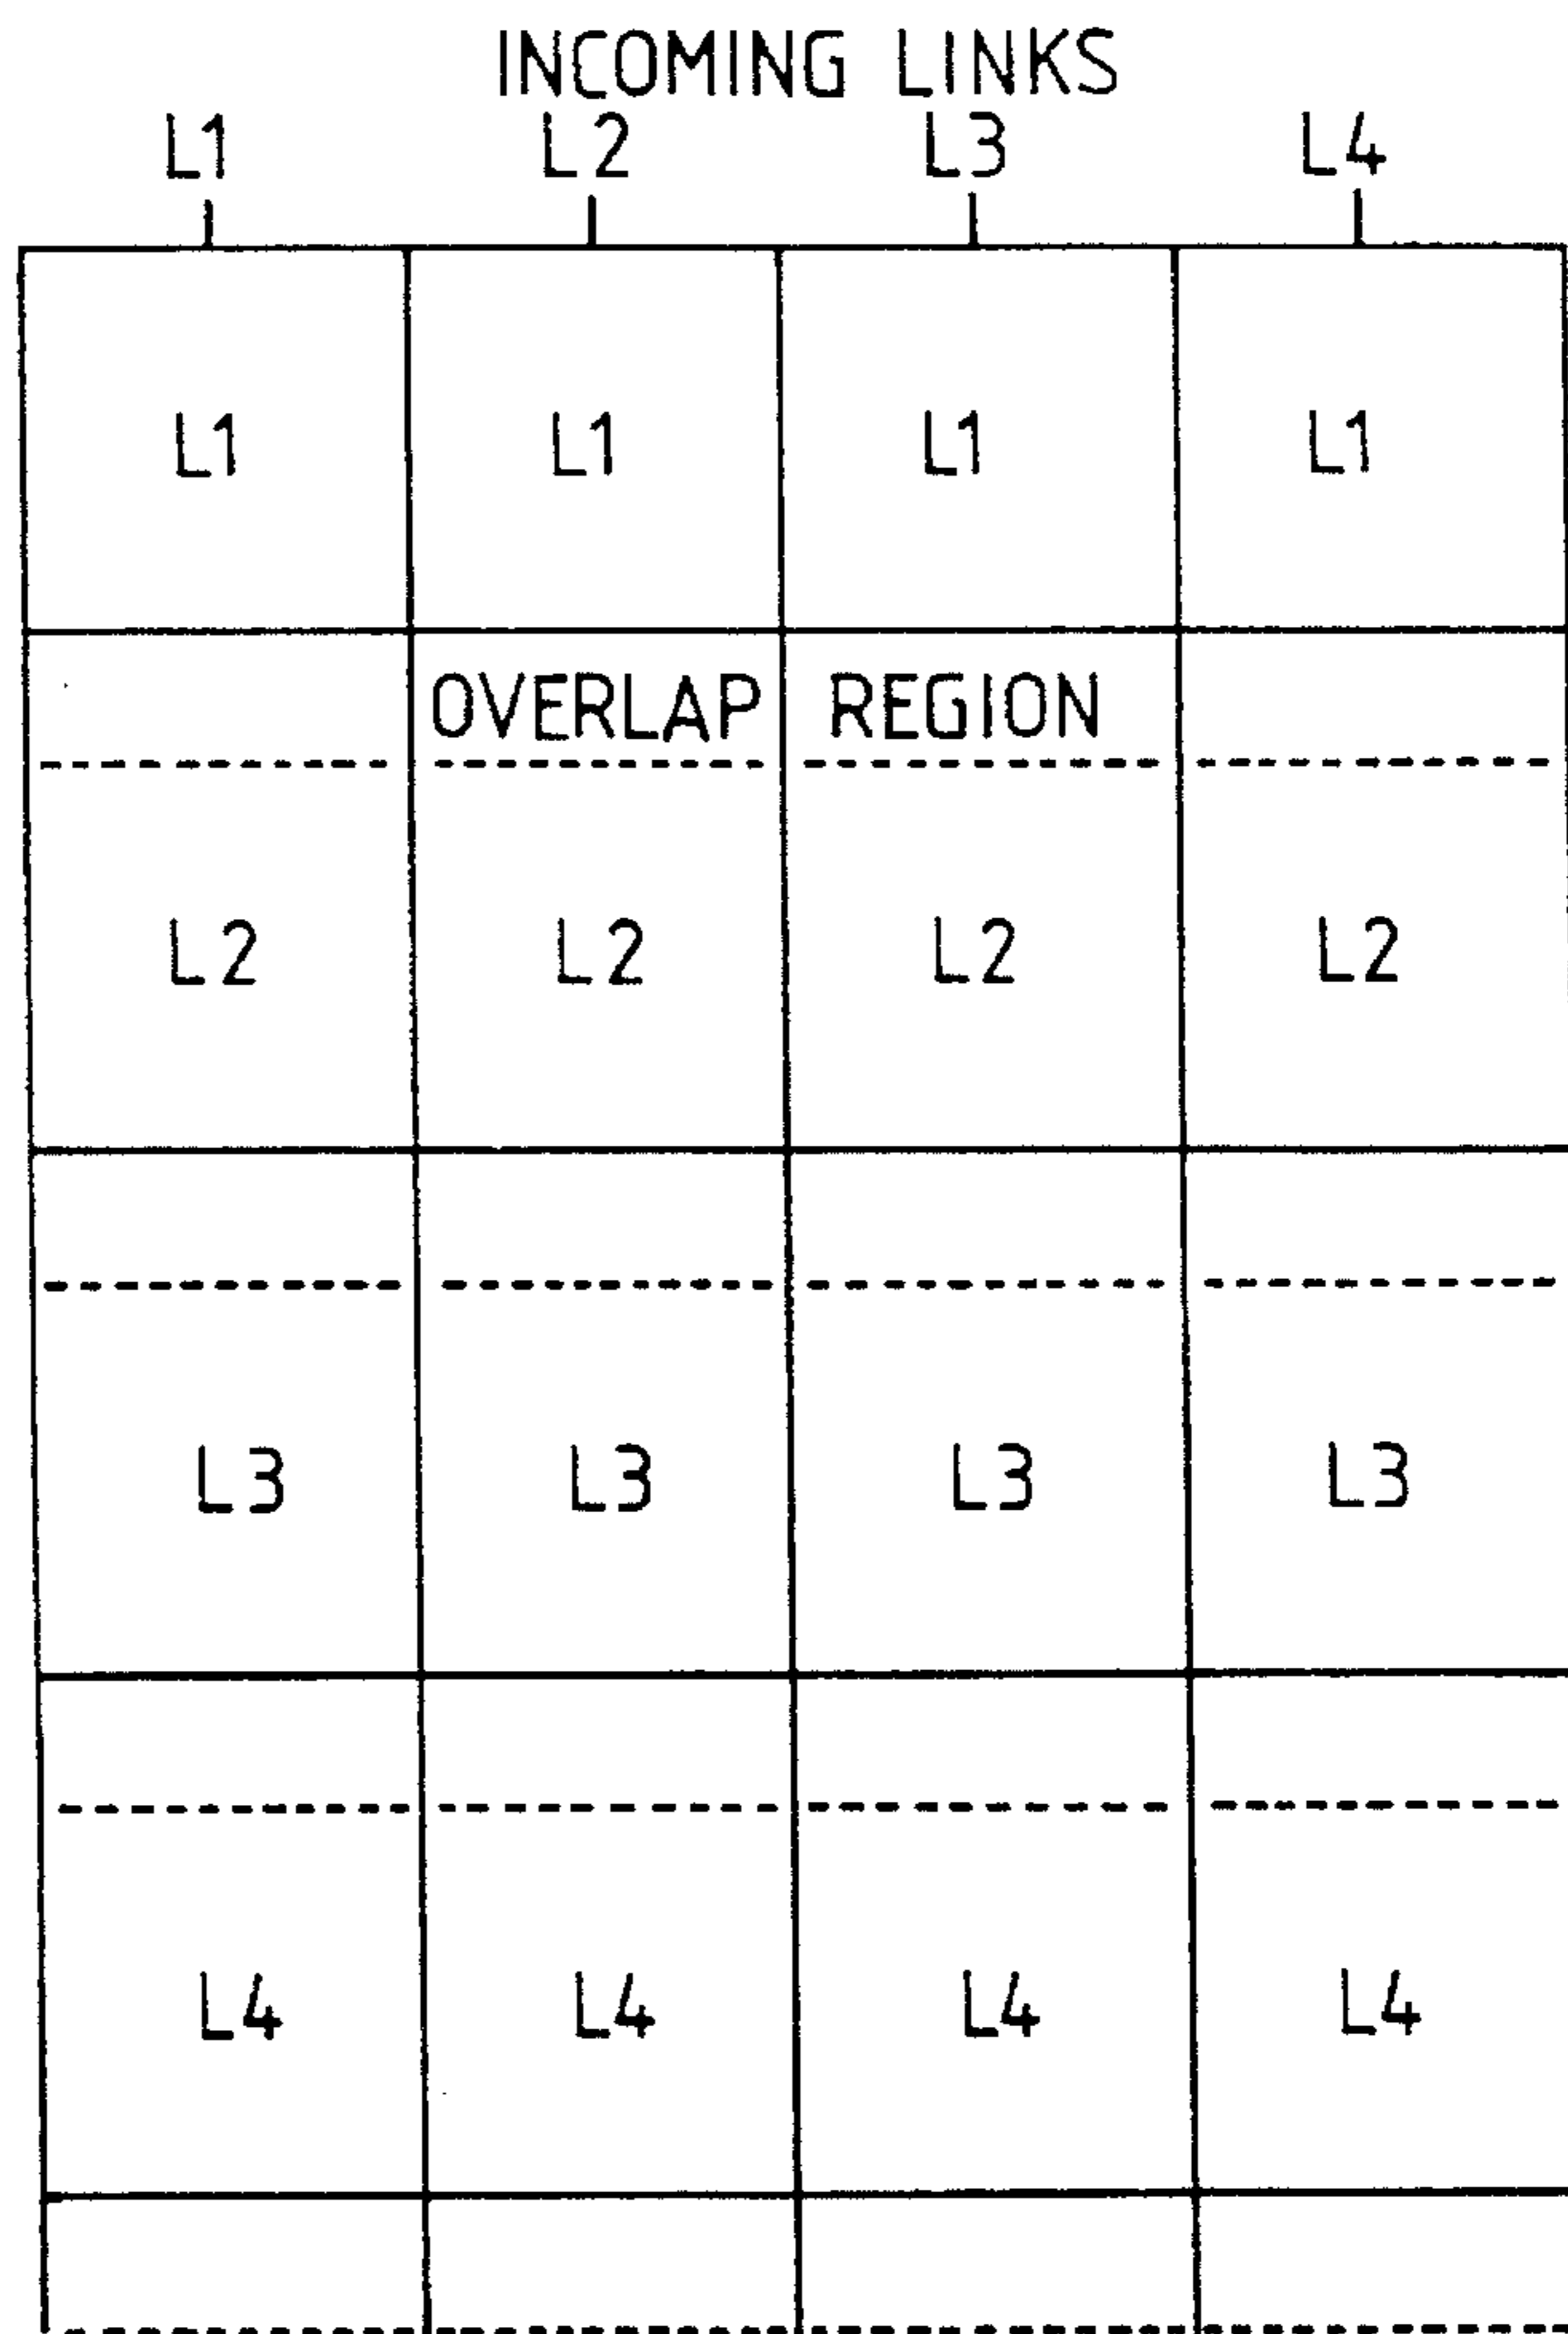 INCOMING LINKS
L1 L2 L3 L4
L1 L1 L1 L1
OVERLAP REGION
L2 L2 L2 L2
L3 L3 L3 L3
L4 L4 L4 L4